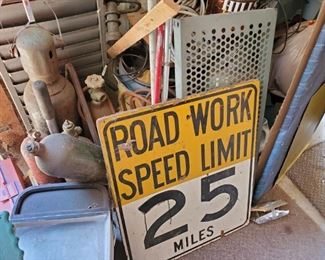 ROAD WORK
SPEED LIMIT
25
MILES